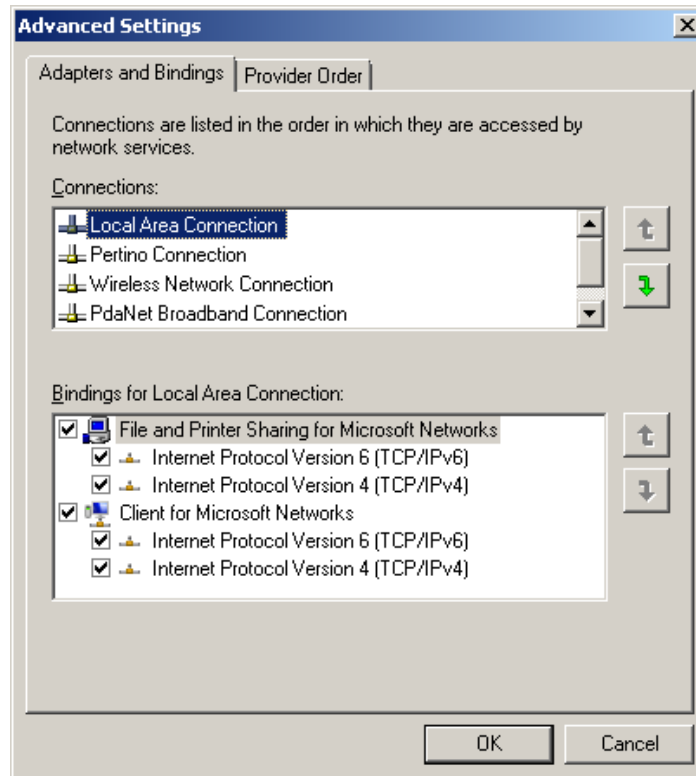 Advanced Settings
Adapters and Bindings
Provider Order
Connections are listed in the order in which they are accessed by
network services.
Connections:
Local Area Connection
Pertino Connection
Wireless Network Connection
PdaNet Broadband Connection
Bindings for Local Area Connection:
File and Printer Sharing for Microsoft Networks
Internet Protocol Version 6 (TCP/IPv6)
Internet Protocol Version 4 (TCP/IPv4)
Client for Microsoft Networks
Internet Protocol Version 6 (TCP/IPv6)
Internet Protocol Version 4 (TCP/IPv4)
OK
Cancel